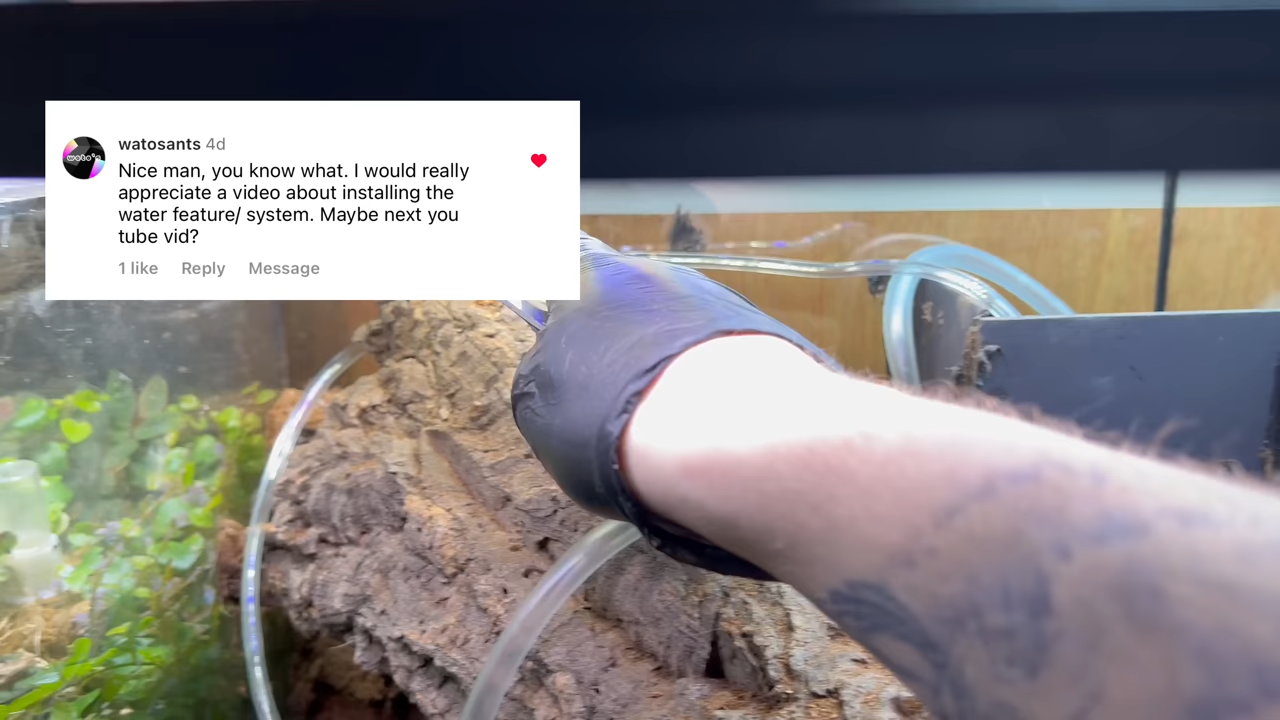 wato's
watosants 4d
Nice man, you know what. I would really
appreciate a video about installing the
water feature/ system. Maybe next you
tube vid?
1 like Reply Message